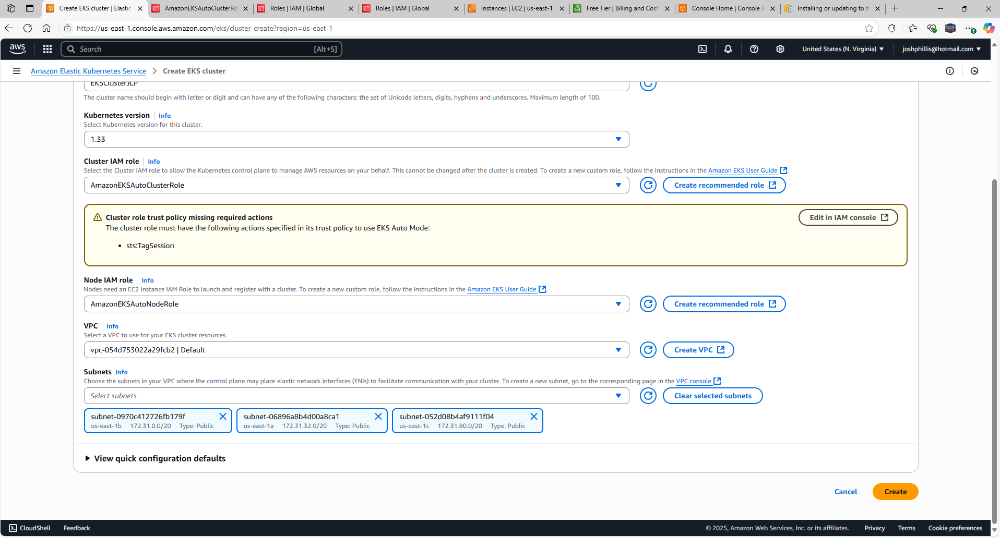 Create EKS cluster | Elastic
AmazonEKSAutoClusterRol
Roles | IAM | Global
Roles | IAM | Global
Instances | EC2 | us-east-1
Free Tier | Billing and Cost
Console Home | Console H
Installing or updating to th
https://us-east-1.console.aws.amazon.com/eks/cluster-create?region=us-east-1
aws
Search
[Alt+S]
United States (N. Virginia)
joshphillis@hotmail.com
Amazon Elastic Kubernetes Service
Create EKS cluster
EKSClusterJLP
The cluster name should begin with letter or digit and can have any of the following characters: the set of Unicode letters, digits, hyphens and underscores. Maximum length of 100.
Kubernetes version Info
Select Kubernetes version for this cluster.
1.33
Cluster IAM role Info
Select the Cluster IAM role to allow the Kubernetes control plane to manage AWS resources on your behalf. This cannot be changed after the cluster is created. To create a new custom role, follow the instructions in the Amazon EKS User Guide.
AmazonEKSAutoClusterRole
Create recommended role
Cluster role trust policy missing required actions
Edit in IAM console
The cluster role must have the following actions specified in its trust policy to use EKS Auto Mode:
• sts:TagSession
Node IAM role Info
Nodes need an EC2 Instance IAM Role to launch and register with a cluster. To create a new custom role, follow the instructions in the Amazon EKS User Guide.
AmazonEKSAutoNodeRole
Create recommended role
VPC Info
Select a VPC to use for your EKS cluster resources.
vpc-054d753022a29fcb2 | Default
Create VPC
Subnets Info
Choose the subnets in your VPC where the control plane may place elastic network interfaces (ENIs) to facilitate communication with your cluster. To create a new subnet, go to the corresponding page in the VPC console.
Select subnets
Clear selected subnets
subnet-0970c412726fb179f
us-east-1b 172.31.0.0/20 Type: Public
subnet-06896a8b4d00a8ca1
us-east-1a 172.31.32.0/20 Type: Public
subnet-052d08b4af9111f04
us-east-1c 172.31.80.0/20 Type: Public
View quick configuration defaults
Cancel
Create
CloudShell
Feedback
© 2025, Amazon Web Services, Inc. or its affiliates.
Privacy
Terms
Cookie preferences